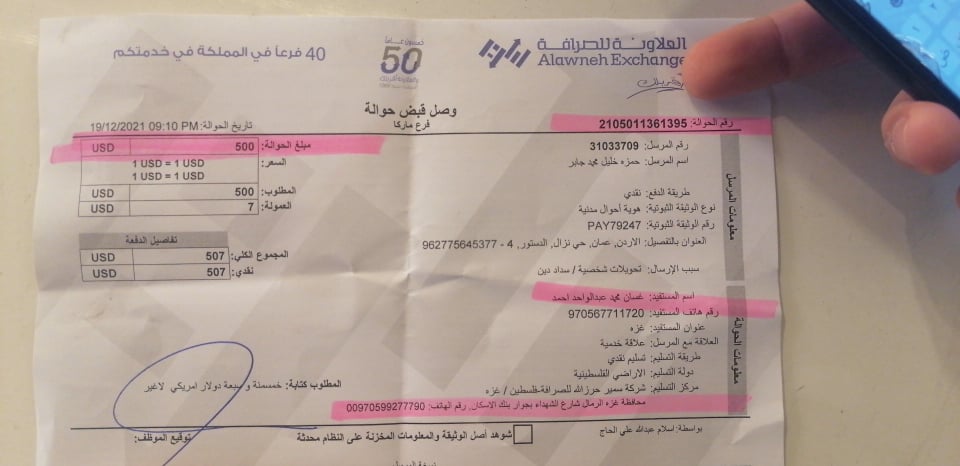 40 فرعاً في المملكة في خدمتكم
خمسون عاماً
50
والعلاونة أقرب لك
العلاونة للصرافة
Alawneh Exchange
وصل قبض حوالة
فرع ماركا
رقم الحوالة: 2105011361395
تاريخ الحوالة: 19/12/2021 09:10 PM
معلومات المرسل
رقم المرسل: 31033709
اسم المرسل: حمزه خليل محمد جابر
طريقة الدفع: نقدي
نوع الوثيقة الثبوتية: هوية أحوال مدنية
رقم الوثيقة الثبوتية: PAY79247
العنوان بالتفصيل: الاردن, عمان, حي نزال, الدستور, 4 - 962775645377
سبب الإرسال: تحويلات شخصية / سداد دين
مبلغ الحوالة: 500 USD
السعر: 1 USD = 1 USD
1 USD = 1 USD
المطلوب: 500 USD
العمولة: 7 USD
تفاصيل الدفعة
المجموع الكلي: 507 USD
نقدي: 507 USD
معلومات الحوالة
اسم المستفيد: غسان محمد عبدالواحد احمد
رقم هاتف المستفيد: 970567711720
عنوان المستفيد: غزه
العلاقة مع المرسل: علاقة خدمية
طريقة التسليم: تسليم نقدي
دولة التسليم: الاراضي الفلسطينية
مركز التسليم: شركة سمير حرزالله للصرافة-فلسطين / غزه
محافظة غزه الرمال شارع الشهداء بجوار بنك الاسكان, رقم الهاتف: 00970599277790
المطلوب كتابة: خمسمئة و سبعة دولار امريكي لاغير
بواسطة: اسلام عبدالله علي الحاج
شوهد أصل الوثيقة والمعلومات المخزنة على النظام محدثة
توقيع الموظف:
نسخة المرسل